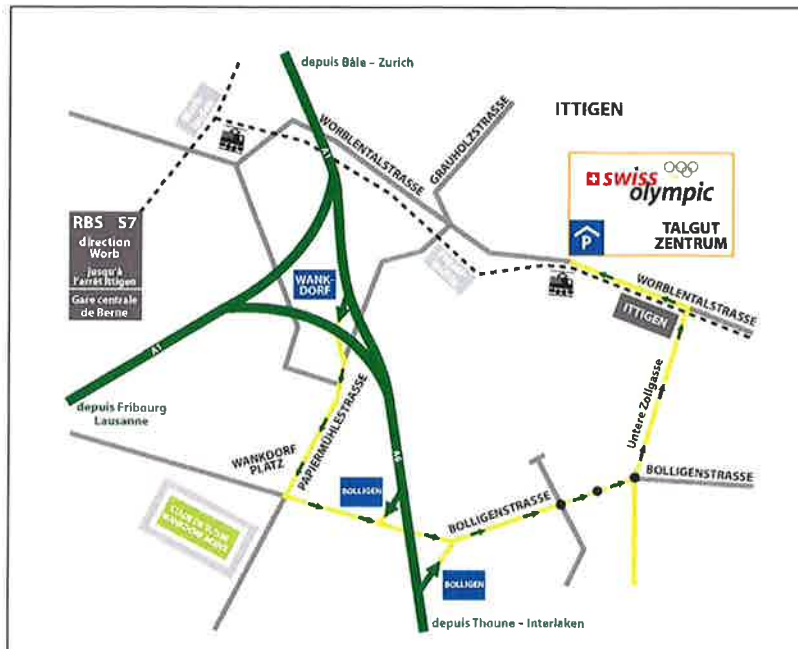 depuis Bâle – Zurich
ITTIGEN
GRAUHOLZSTRASSE
WORBLENTALSTRASSE
A1
swiss
olympic
P
TALGUT
ZENTRUM
RBS S7
direction
Worb
jusqu'à
l'arrêt Ittigen
Gare centrale
de Berne
WANK-
DORF
WORBLENTALSTRASSE
ITTIGEN
A1
depuis Fribourg
Lausanne
PAPIERMÜHLESTRASSE
A6
Untere Zollgasse
WANKDORF
PLATZ
BOLLIGEN
BOLLIGENSTRASSE
BOLLIGENSTRASSE
BOLLIGEN
depuis Thoune – Interlaken